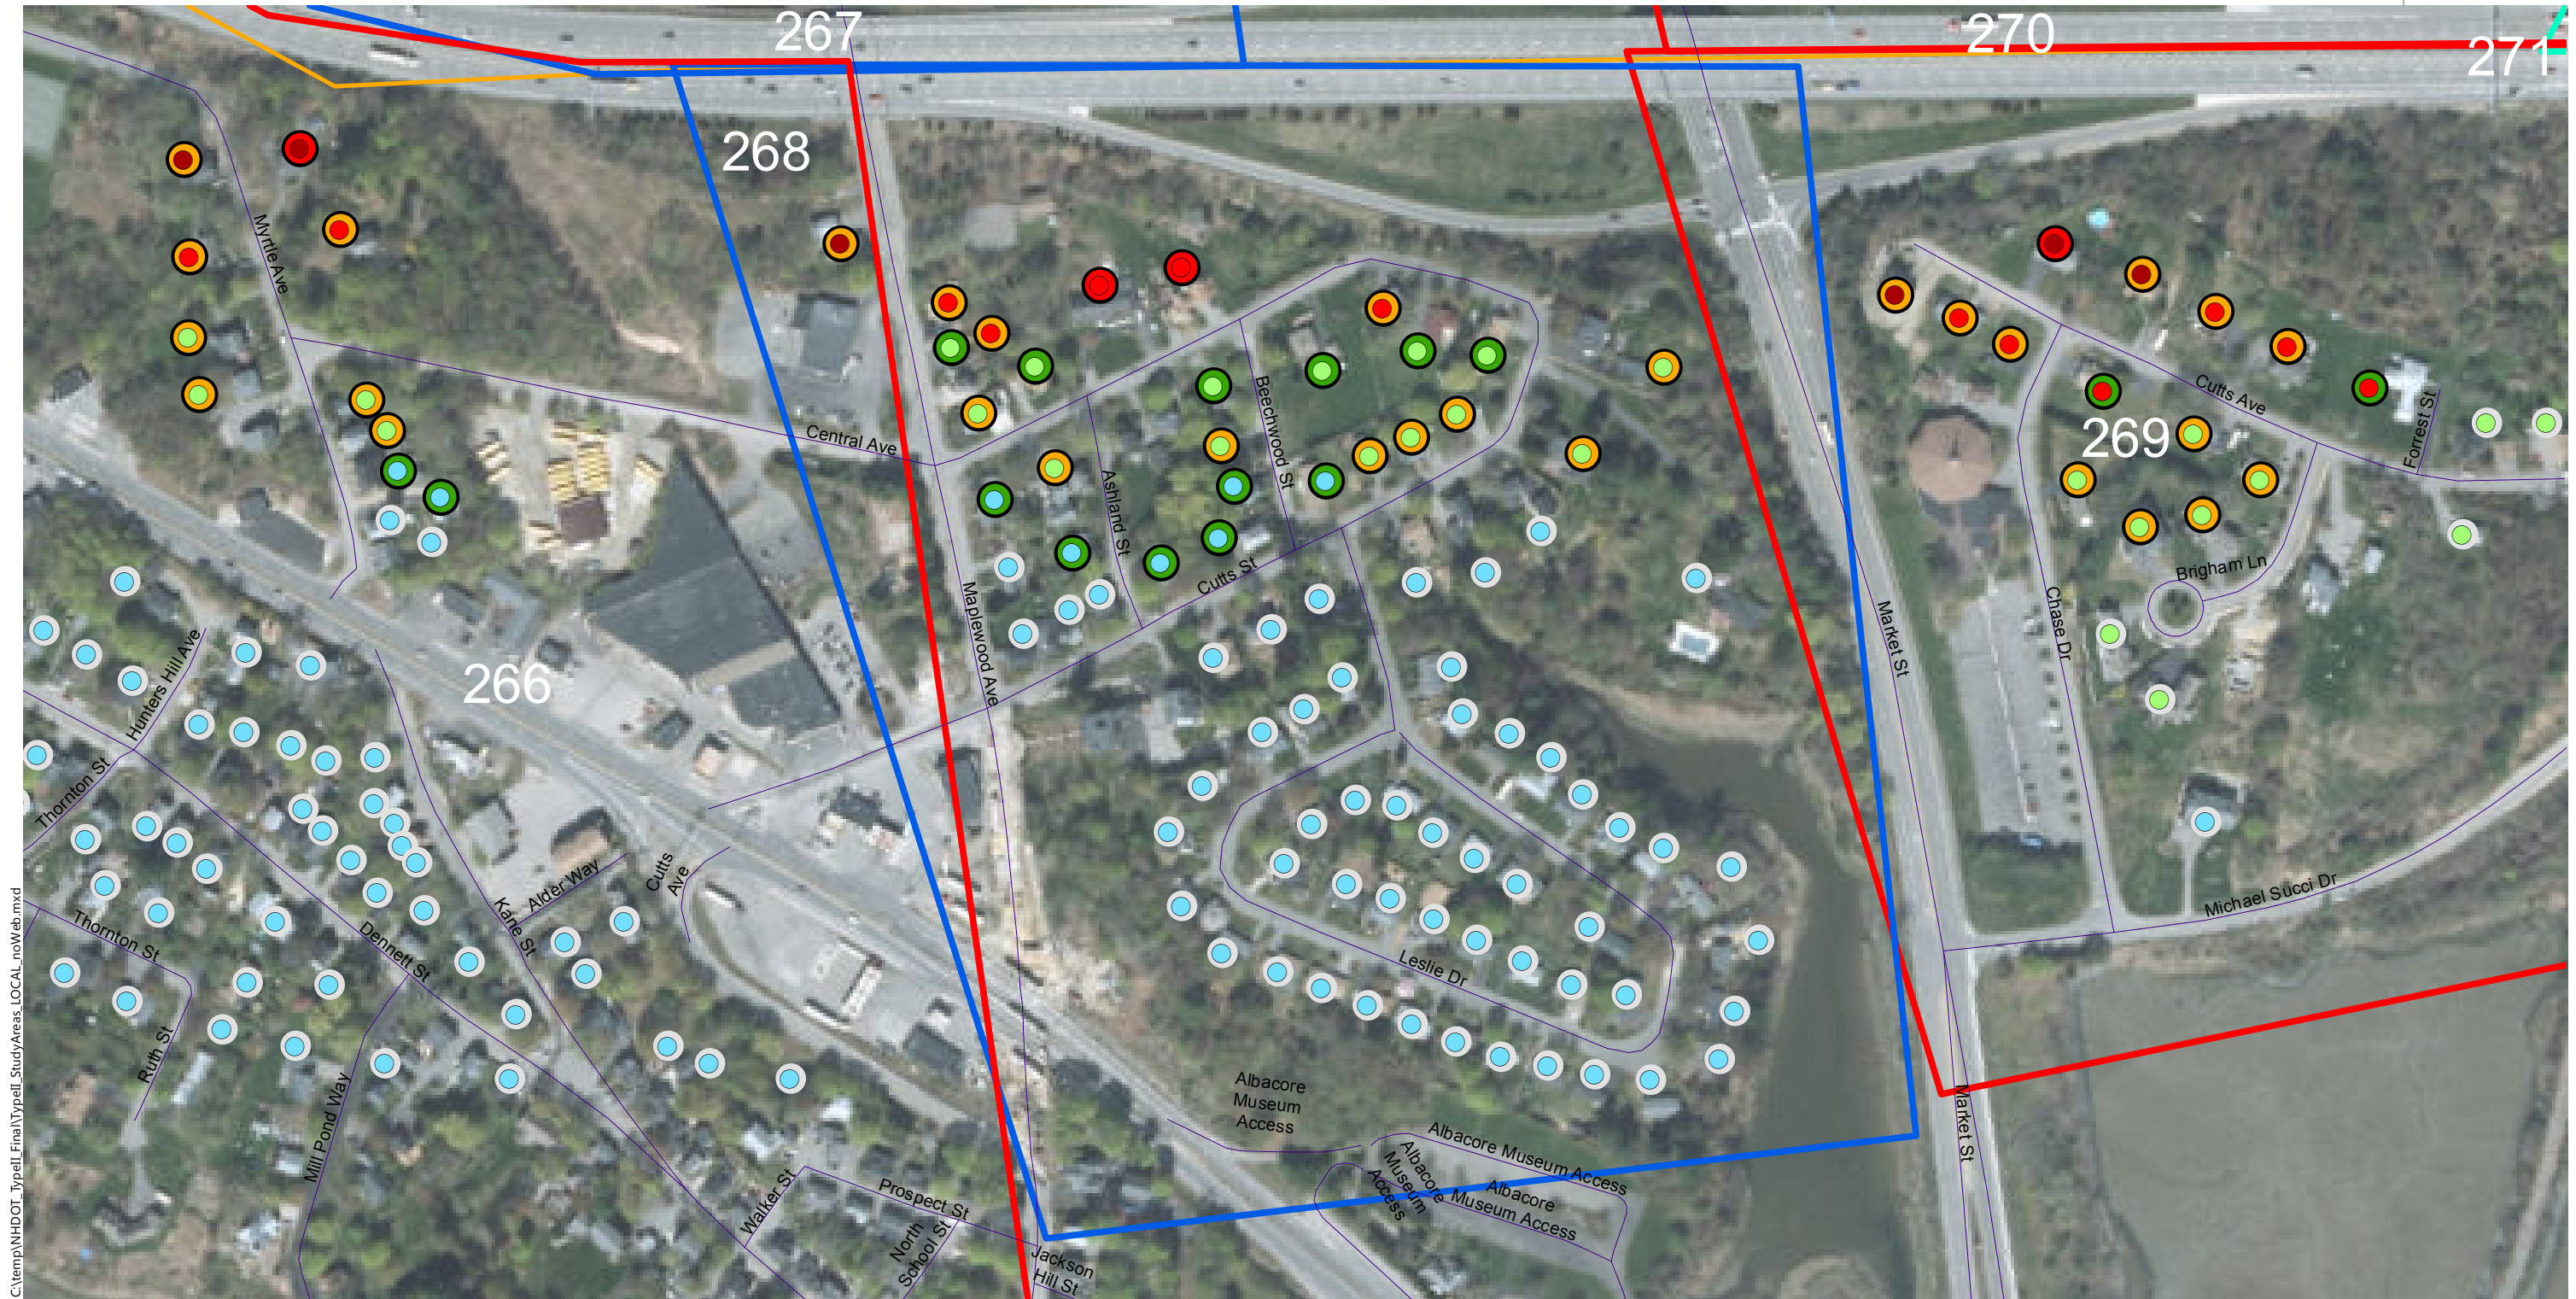 267
270
271
268
Myrtle Ave
Central Ave
Beechwood St
Ashland St
Cutts St
Maplewood Ave
Cutts Ave
Forrest St
269
Brigham Ln
Chase Dr
Market St
Hunters Hill Ave
266
Thornton St
Cutts
Ave
Alder Way
Kane St
Thornton St
Dennett St
Ruth St
Mill Pond Way
Leslie Dr
Michael Succi Dr
Albacore
Museum
Access
Albacore Museum Access
Albacore
Museum
Access
Albacore
Museum Access
Market St
Walker St
Prospect St
North
School St
Jackson
Hill St
C:\temp\NHDOT_TypeII_Final\TypeII_StudyAreas_LOCAL_noWeb.mxd